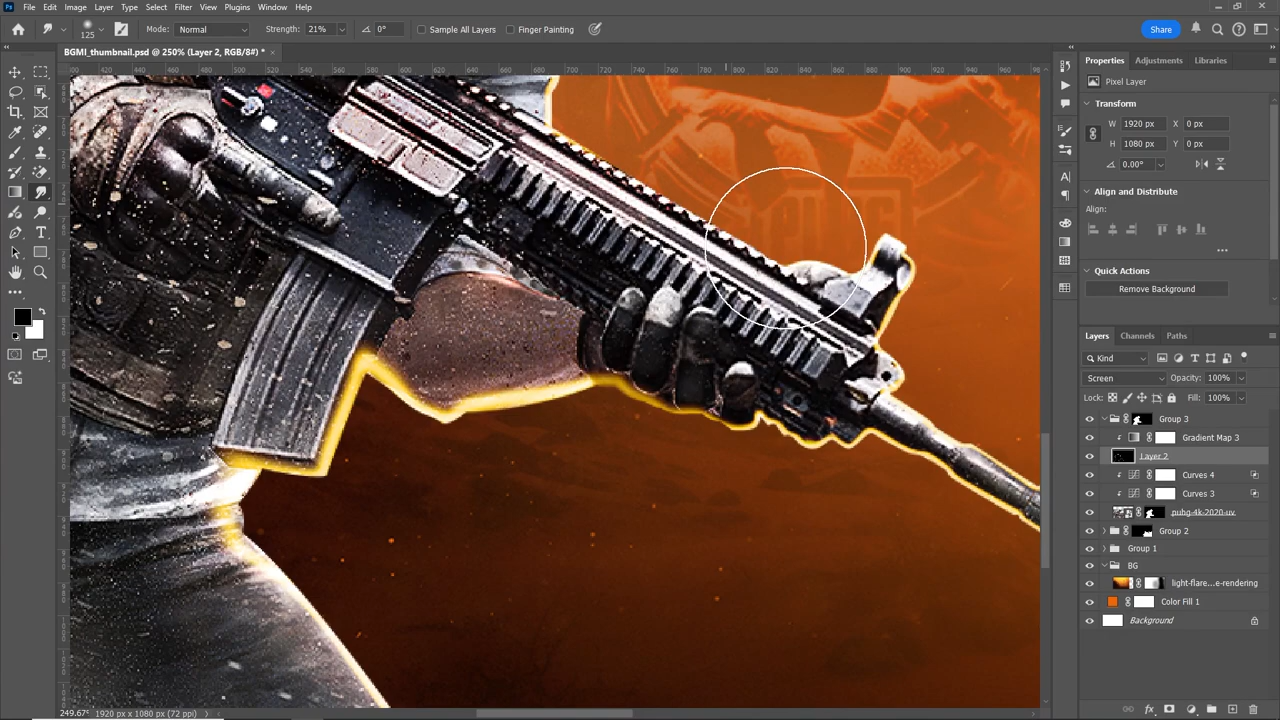 File Edit Image Layer Type Select Filter View Plugins Window Help
125 Mode: Normal Strength: 21% 0° Sample All Layers Finger Painting Share
BGMI_thumbnail.psd @ 250% (Layer 2, RGB/8#) *
Properties Adjustments Libraries
Pixel Layer
Transform
W 1920 px X 0 px
H 1080 px Y 0 px
0.00°
Align and Distribute
Align:
Quick Actions
Remove Background
Layers Channels Paths
Kind
Screen Opacity: 100%
Lock: Fill: 100%
Group 3
Gradient Map 3
Layer 2
Curves 4
Curves 3
pubg-4k-2020-uv
Group 2
Group 1
BG
light-flare...e-rendering
Color Fill 1
Background
249.67% 1920 px x 1080 px (72 ppi)